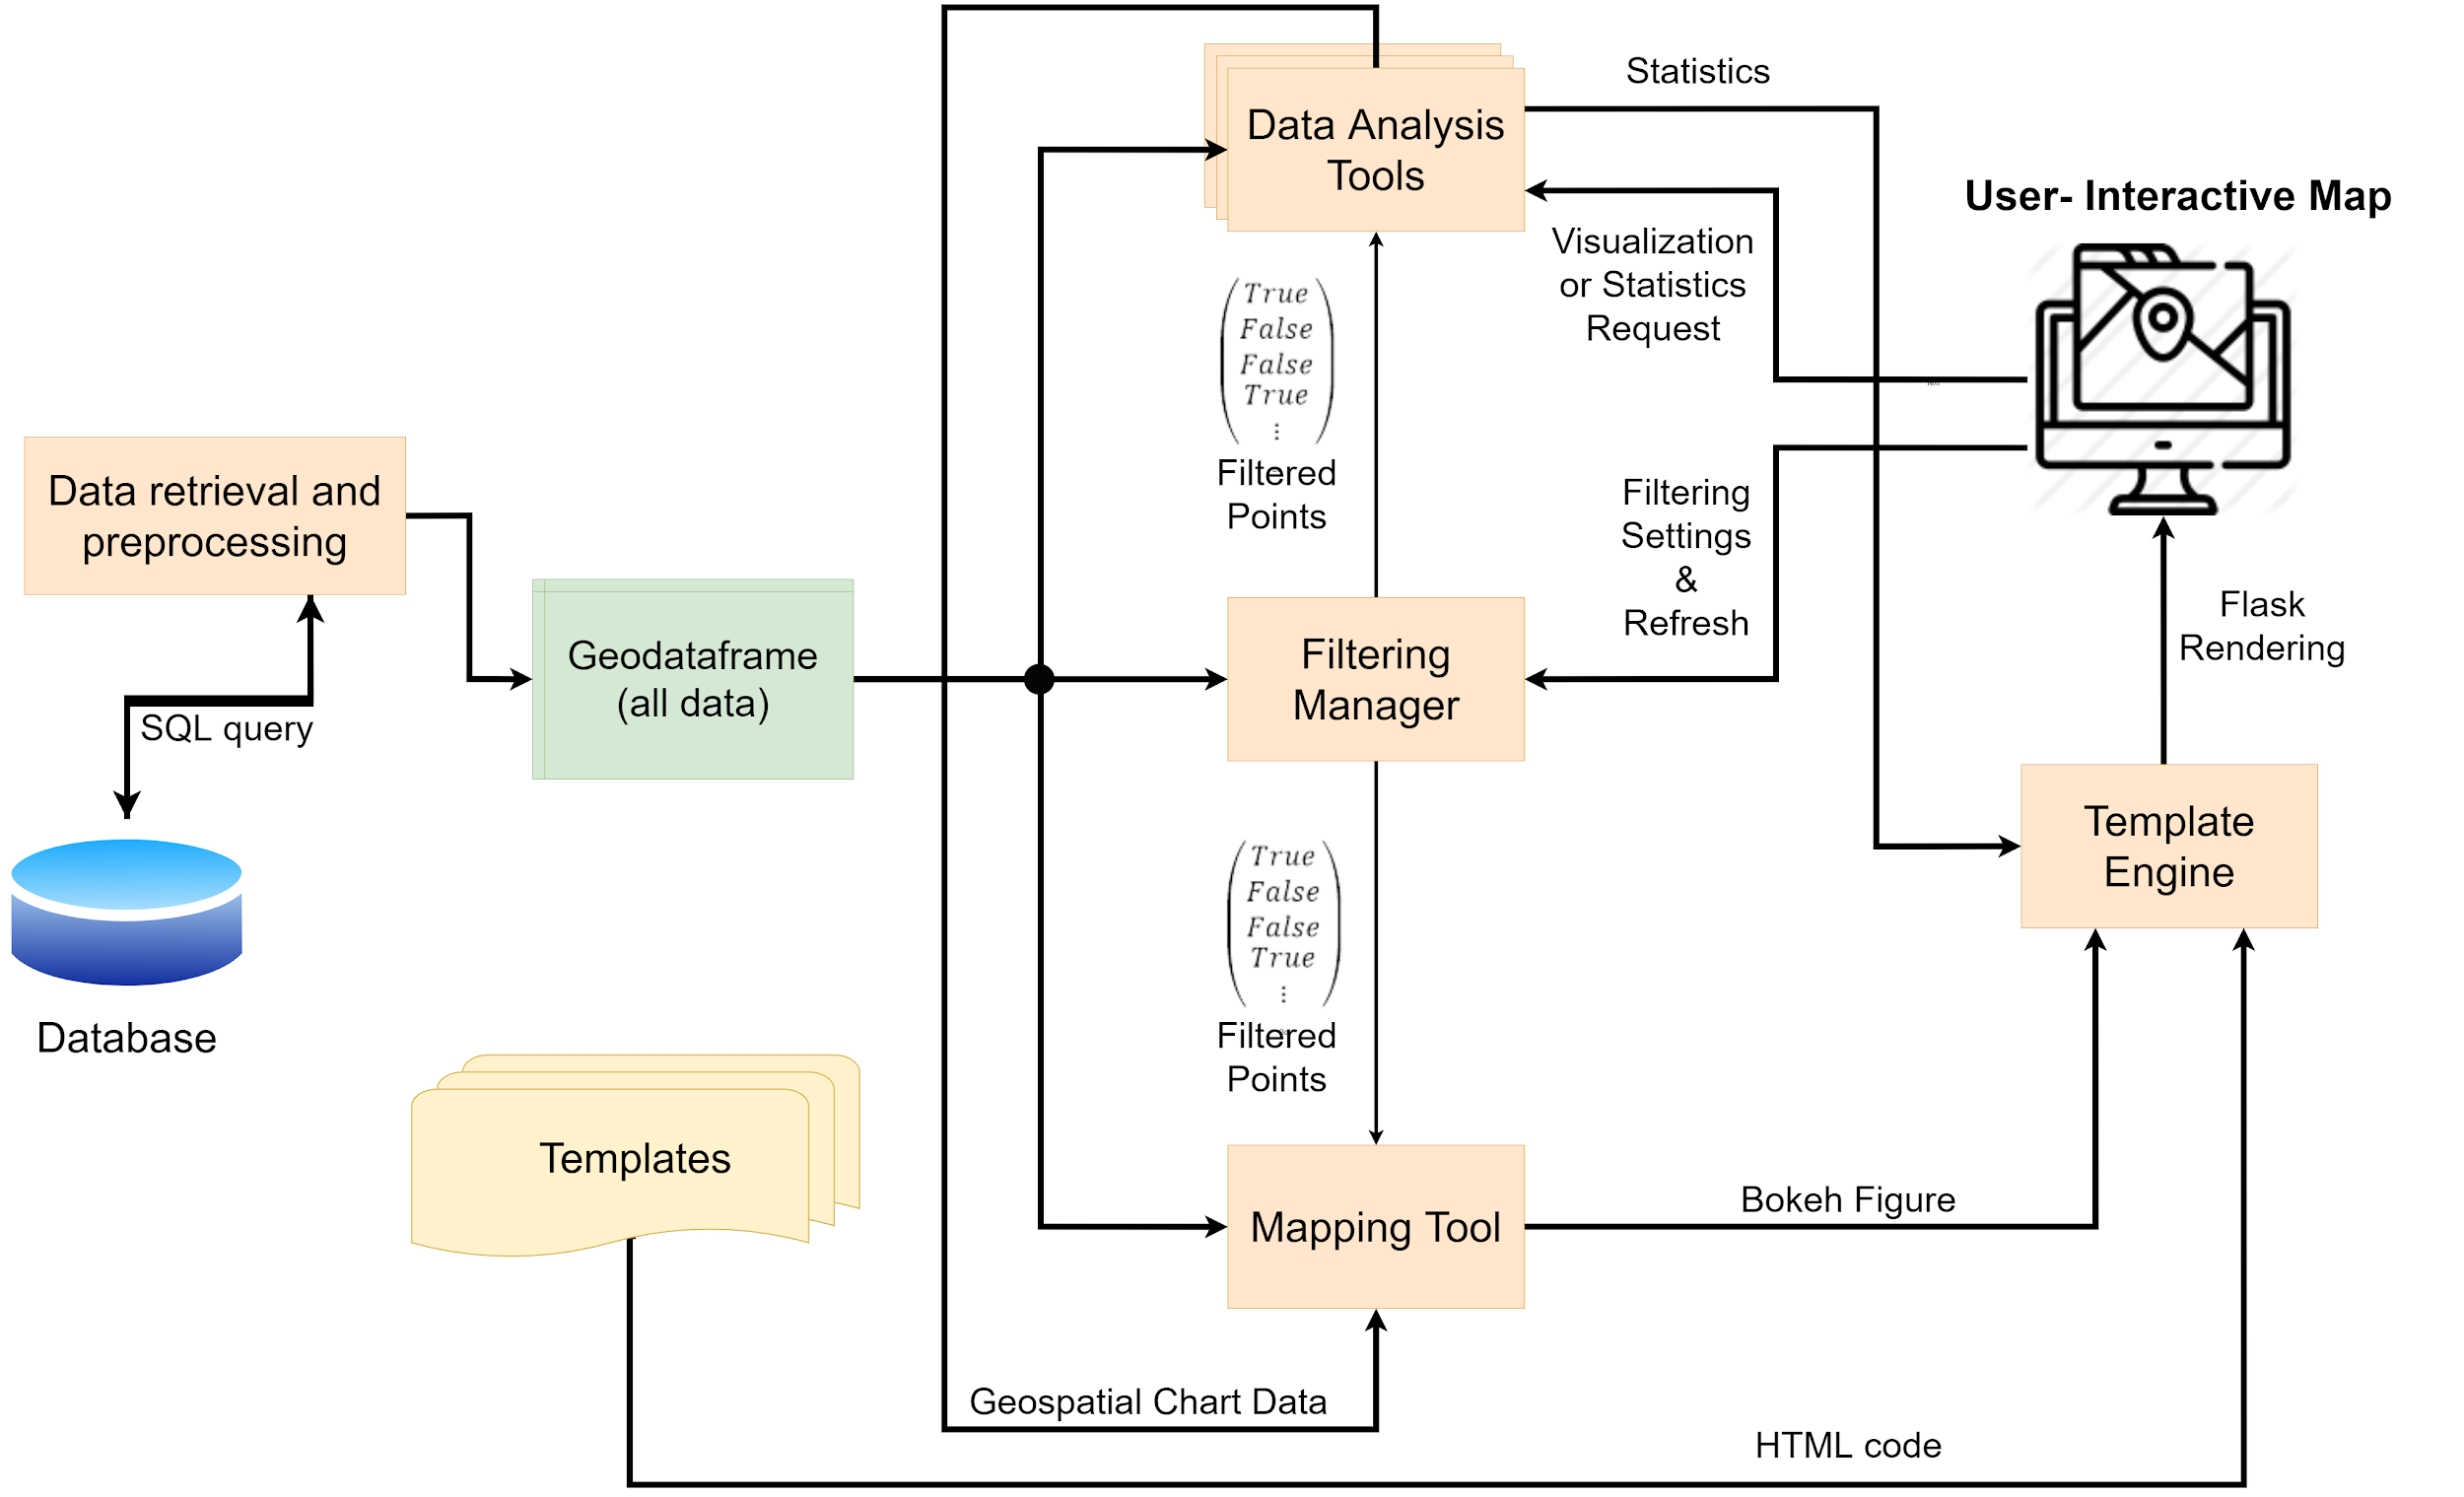 Statistics
Data Analysis
Tools
User- Interactive Map
Visualization
or Statistics
Request
True
False
False
True
⋮
Filtered
Points
Data retrieval and
preprocessing
Filtering
Settings
&
Refresh
Flask
Rendering
Geodataframe
(all data)
Filtering
Manager
SQL query
Template
Engine
True
False
False
True
⋮
Filtered
Points
Database
Templates
Mapping Tool
Bokeh Figure
Geospatial Chart Data
HTML code